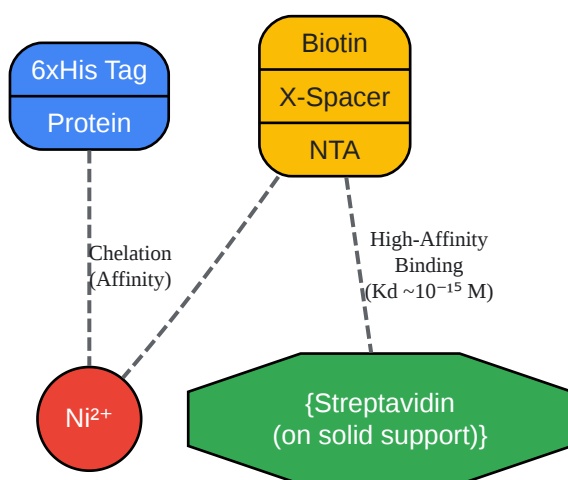 6xHis Tag
Protein
Biotin
X-Spacer
NTA
Chelation
(Affinity)
High-Affinity
Binding
(Kd ~10⁻¹⁵ M)
Ni²⁺
{Streptavidin
(on solid support)}